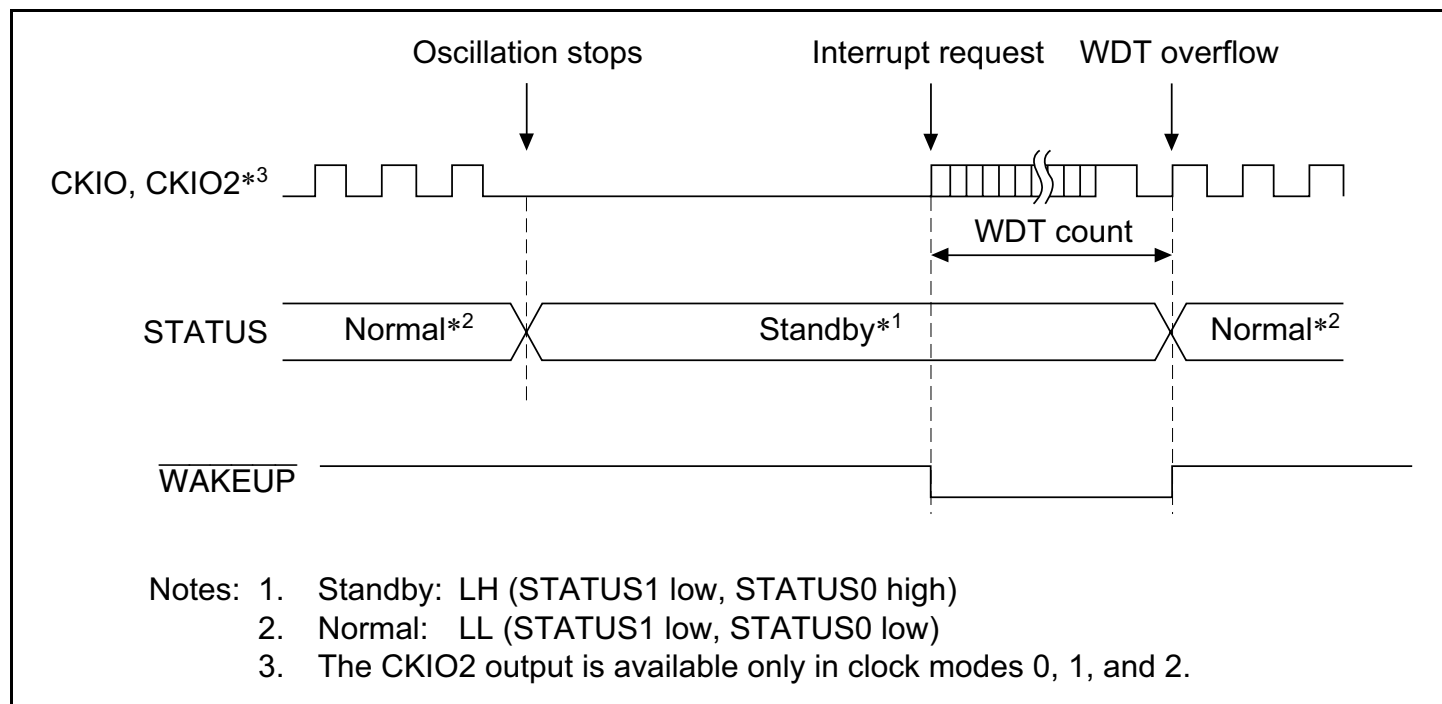 Oscillation stops Interrupt request WDT overflow
CKIO, CKIO2*3
WDT count
STATUS Normal*2 Standby*1 Normal*2
WAKEUP
Notes: 1. Standby: LH (STATUS1 low, STATUS0 high)
2. Normal: LL (STATUS1 low, STATUS0 low)
3. The CKIO2 output is available only in clock modes 0, 1, and 2.